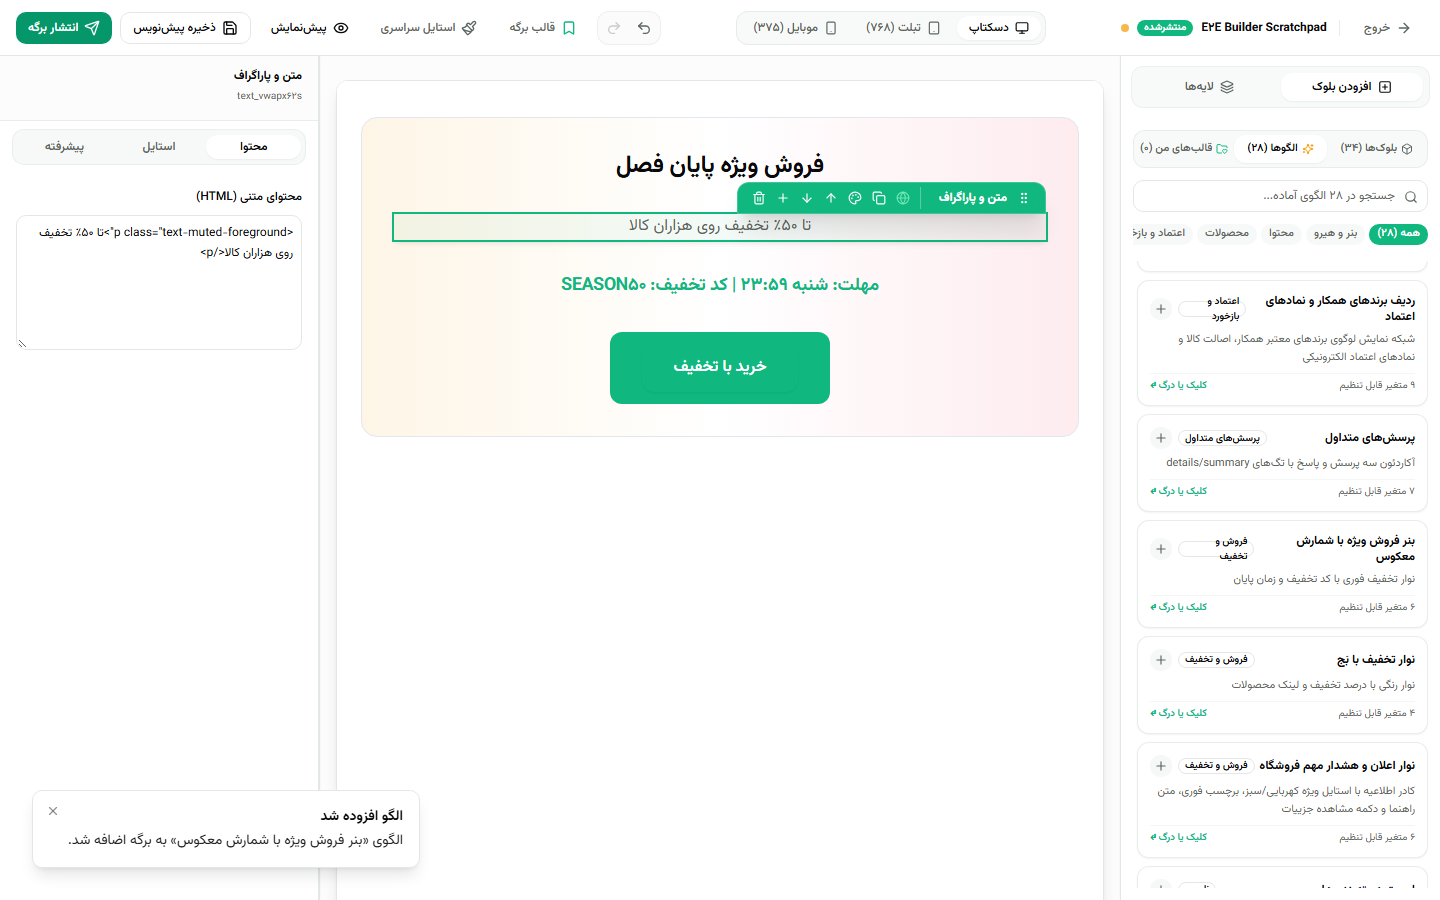 خروج
E2E Builder Scratchpad
منتشرشده
دسکتاپ
تبلت (۷۶۸)
موبایل (۳۷۵)
قالب برگه
استایل سراسری
پیش‌نمایش
ذخیره پیش‌نویس
انتشار برگه
افزودن بلوک
لایه‌ها
بلوک‌ها (۳۴)
الگوها (۲۸)
قالب‌های من (۰)
جستجو در ۲۸ الگوی آماده...
همه (۲۸)
بنر و هیرو
محتوا
محصولات
اعتماد و بازخ
ردیف برندهای همکار و نمادهای اعتماد
اعتماد و بازخورد
شبکه نمایش لوگوی برندهای معتبر همکار، اصالت کالا و
نمادهای اعتماد الکترونیکی
۹ متغیر قابل تنظیم
کلیک یا درگ
پرسش‌های متداول
پرسش‌های متداول
آکاردئون سه پرسش و پاسخ با تگ‌های details/summary
۷ متغیر قابل تنظیم
کلیک یا درگ
بنر فروش ویژه با شمارش معکوس
فروش و تخفیف
نوار تخفیف فوری با کد تخفیف و زمان پایان
۶ متغیر قابل تنظیم
کلیک یا درگ
نوار تخفیف با بَج
فروش و تخفیف
نوار رنگی با درصد تخفیف و لینک محصولات
۴ متغیر قابل تنظیم
کلیک یا درگ
نوار اعلان و هشدار مهم فروشگاه
فروش و تخفیف
کادر اطلاعیه با استایل ویژه کهربایی/سبز، برچسب فوری، متن
راهنما و دکمه مشاهده جزییات
۶ متغیر قابل تنظیم
کلیک یا درگ
فروش ویژه پایان فصل
متن و پاراگراف
تا ۵۰٪ تخفیف روی هزاران کالا
مهلت: شنبه ۲۳:۵۹ | کد تخفیف: SEASON۵۰
خرید با تخفیف
متن و پاراگراف
text_vwapx۶۲s
محتوا
استایل
پیشرفته
محتوای متنی (HTML)
<p class="text-muted-foreground">تا ۵۰٪ تخفیف
روی هزاران کالا</p>
الگو افزوده شد
الگوی «بنر فروش ویژه با شمارش معکوس» به برگه اضافه شد.